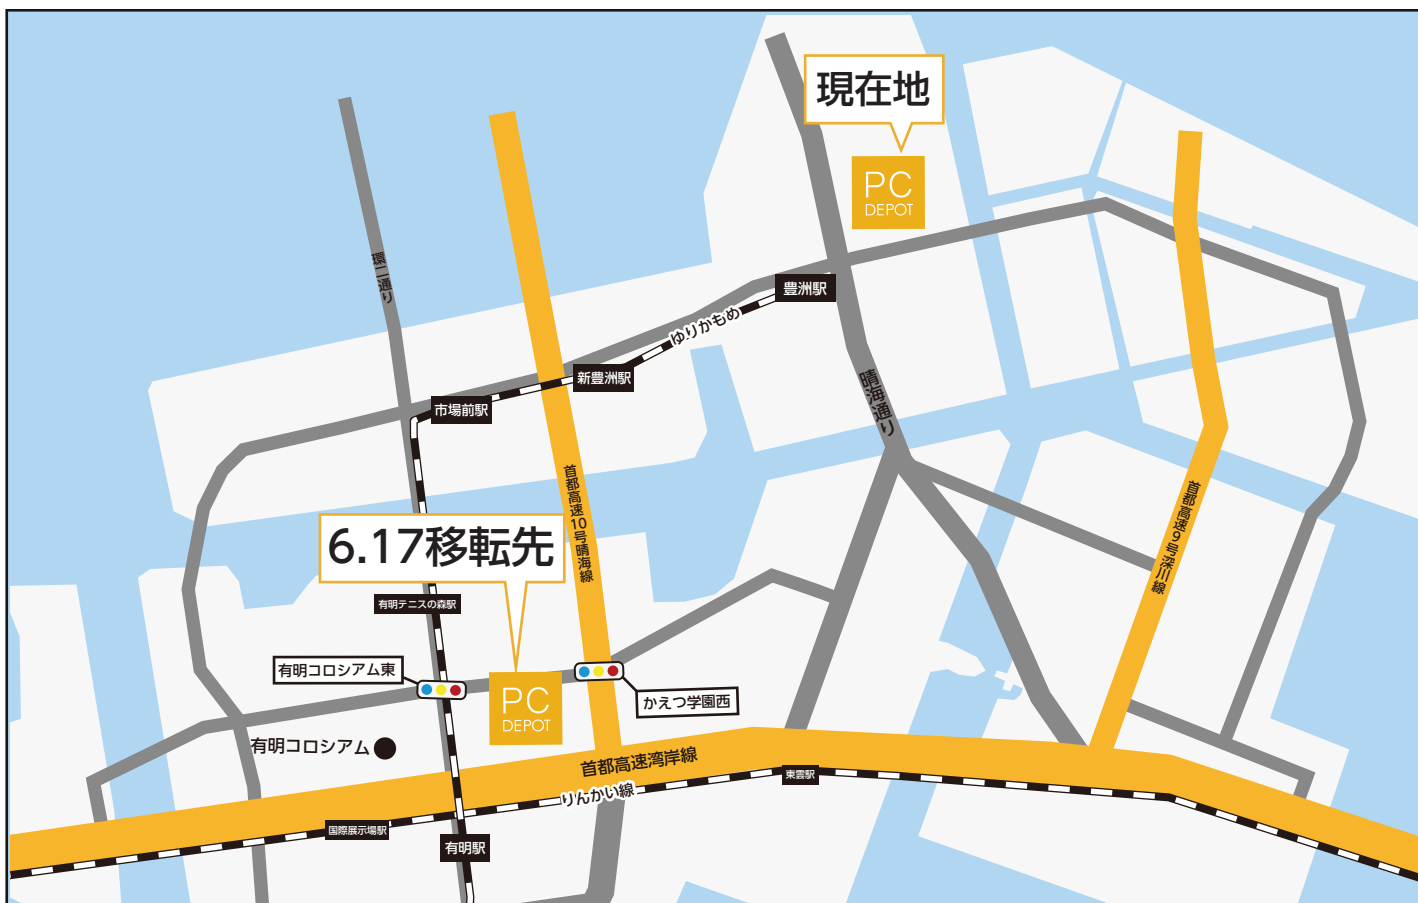 現在地
PC
DEPOT
環二通り
豊洲駅
ゆりかもめ
新豊洲駅
市場前駅
晴海通り
首都高速10号晴海線
首都高速9号深川線
6.17移転先
有明テニスの森駅
有明コロシアム東
かえつ学園西
PC
DEPOT
有明コロシアム
首都高速湾岸線
りんかい線
東雲駅
国際展示場駅
有明駅